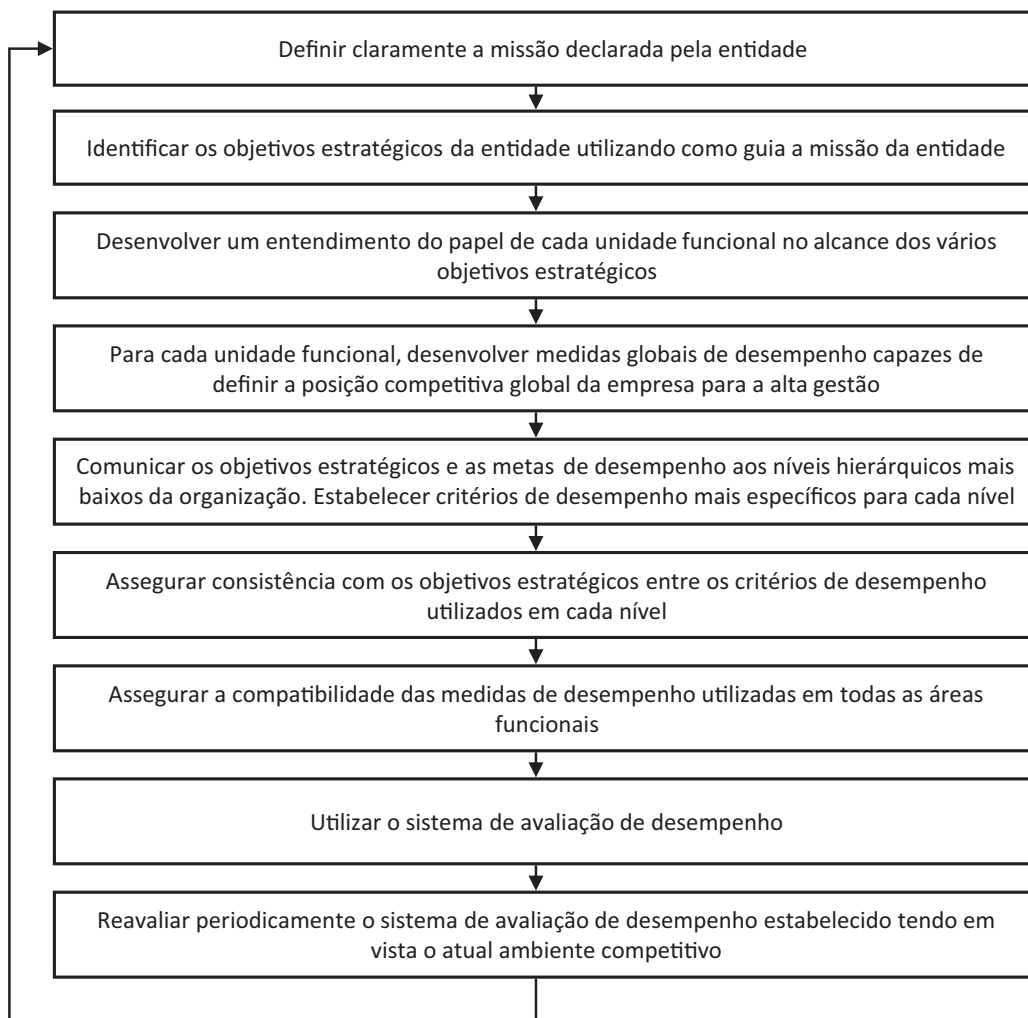 Definir claramente a missão declarada pela entidade
Identificar os objetivos estratégicos da entidade utilizando como guia a missão da entidade
Desenvolver um entendimento do papel de cada unidade funcional no alcance dos vários
objetivos estratégicos
Para cada unidade funcional, desenvolver medidas globais de desempenho capazes de
definir a posição competitiva global da empresa para a alta gestão
Comunicar os objetivos estratégicos e as metas de desempenho aos níveis hierárquicos mais
baixos da organização. Estabelecer critérios de desempenho mais específicos para cada nível
Assegurar consistência com os objetivos estratégicos entre os critérios de desempenho
utilizados em cada nível
Assegurar a compatibilidade das medidas de desempenho utilizadas em todas as áreas
funcionais
Utilizar o sistema de avaliação de desempenho
Reavaliar periodicamente o sistema de avaliação de desempenho estabelecido tendo em
vista o atual ambiente competitivo